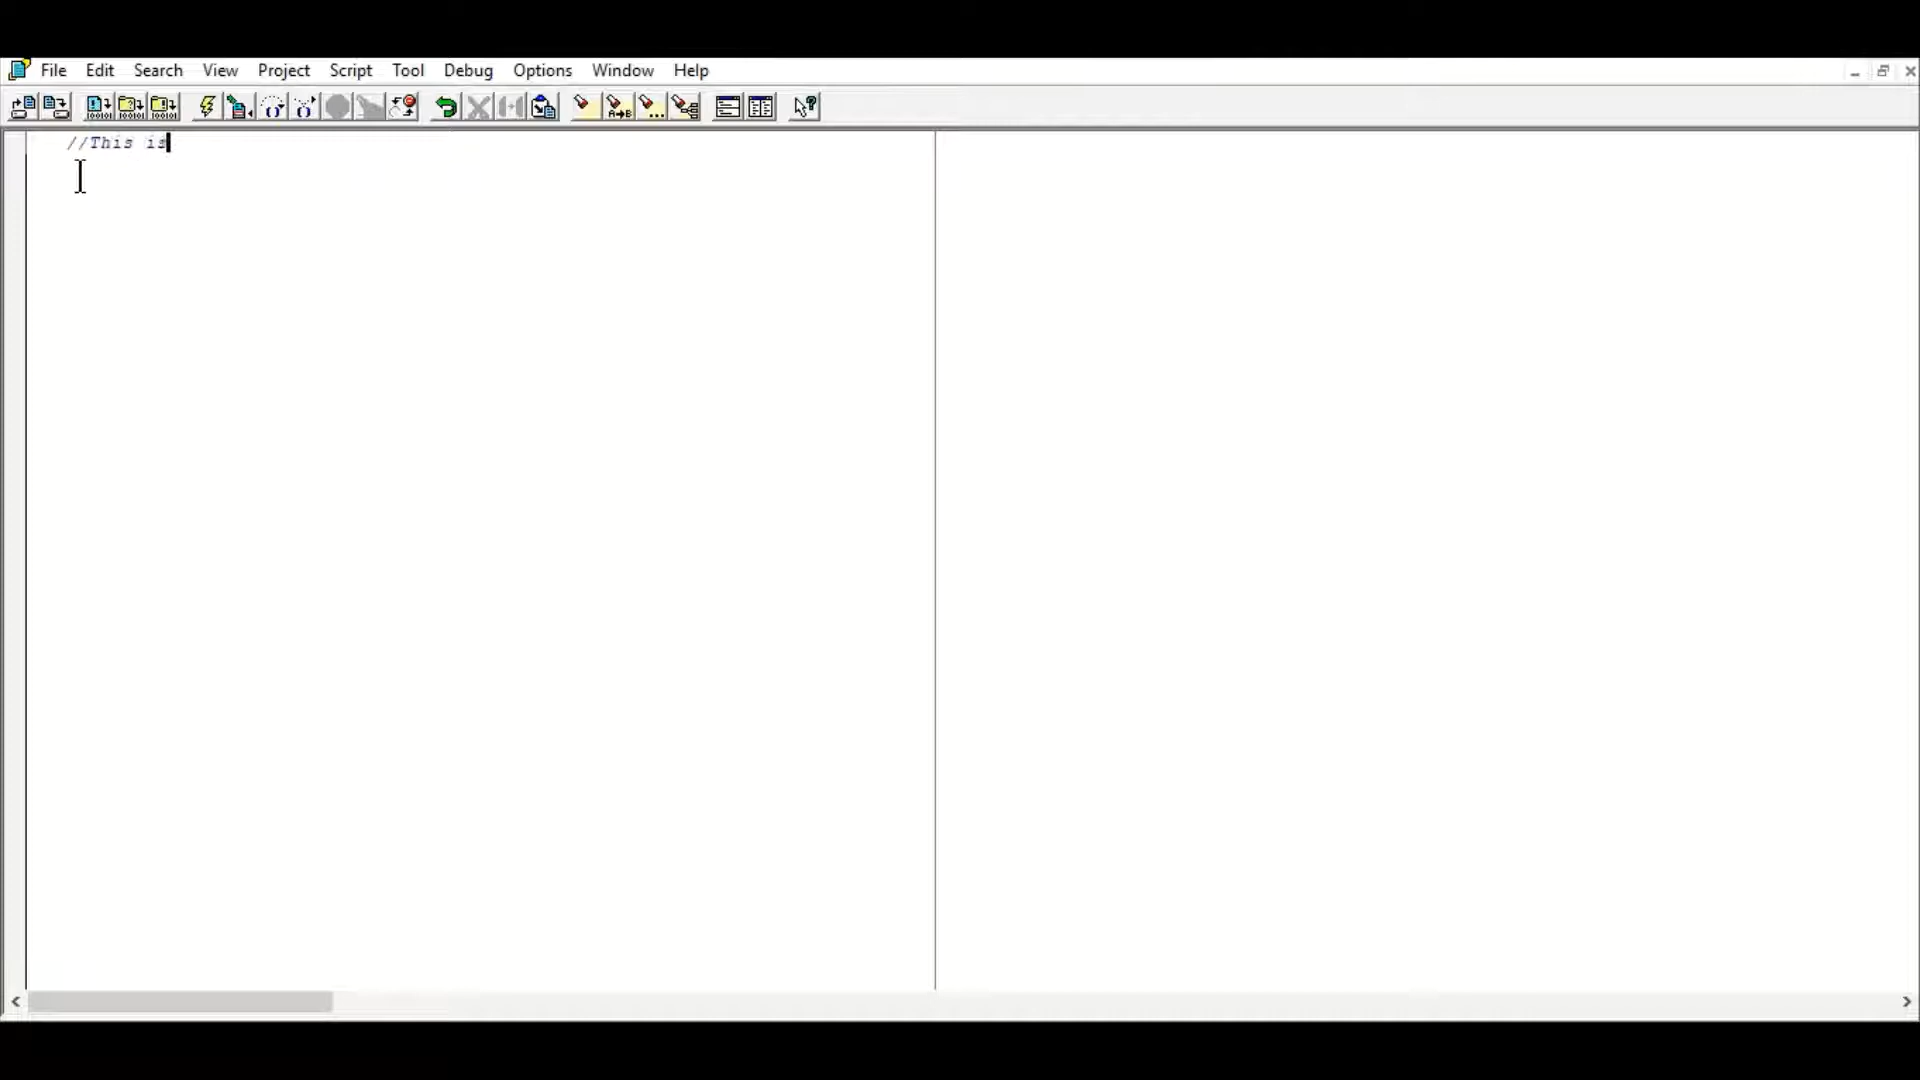 File Edit Search View Project Script Tool Debug Options Window Help
//This is